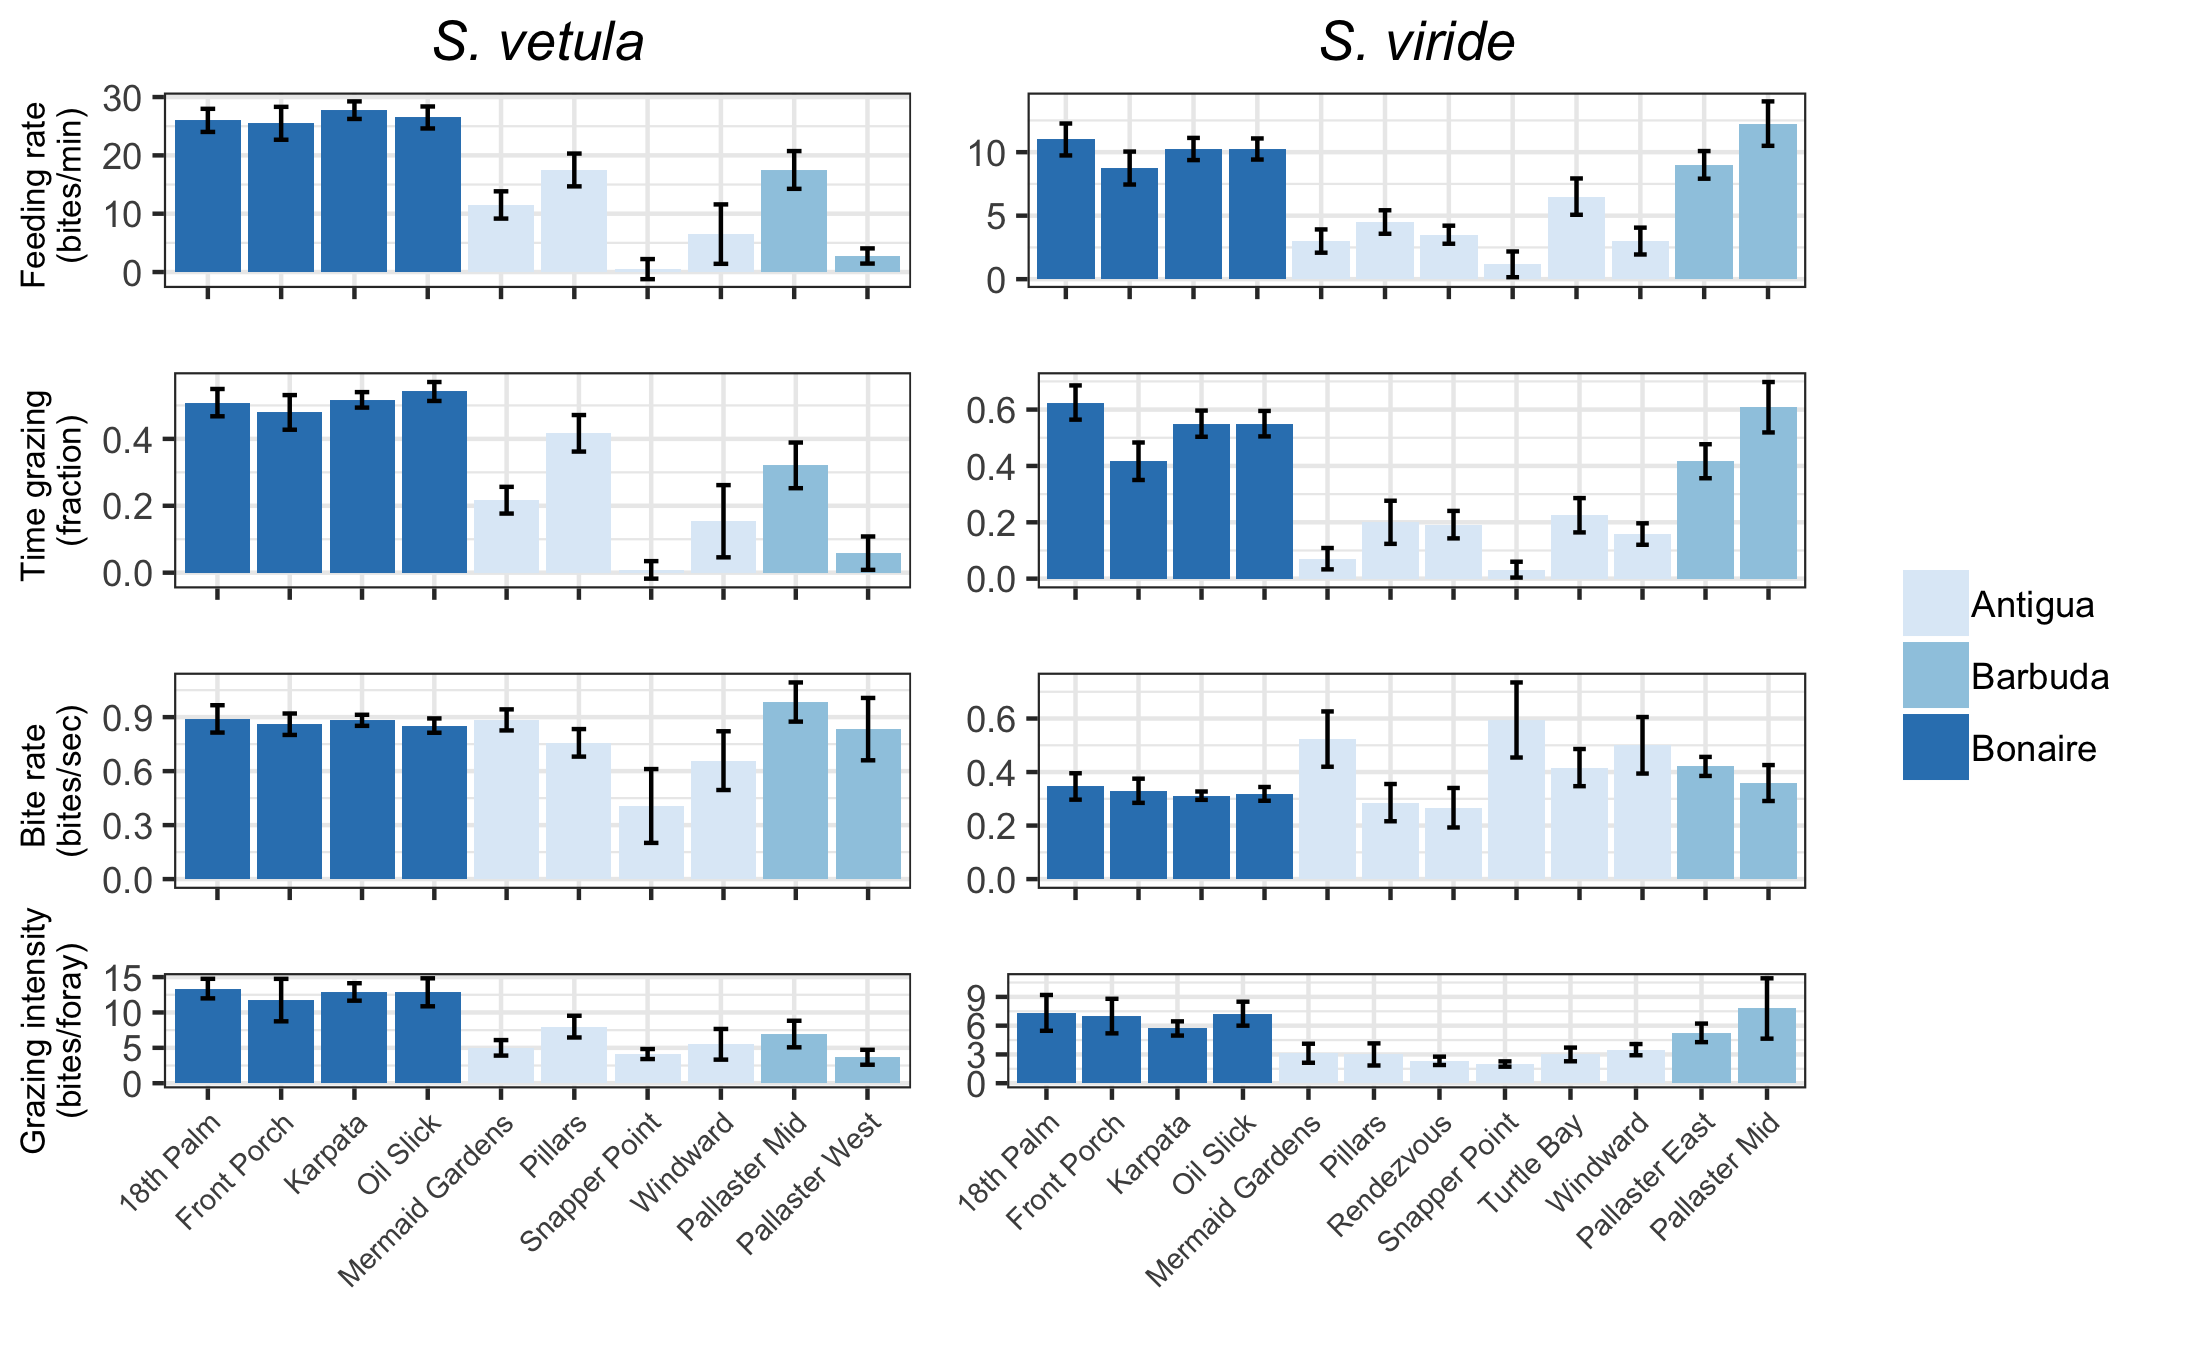 S. vetula
S. viride
Feeding rate
(bites/min)
30
20
10
0
10
5
0
Time grazing
(fraction)
0.4
0.2
0.0
0.6
0.4
0.2
0.0
Antigua
Barbuda
Bonaire
Bite rate
(bites/sec)
0.9
0.6
0.3
0.0
0.6
0.4
0.2
0.0
Grazing intensity
(bites/foray)
15
10
5
0
9
6
3
0
18th Palm
Front Porch
Karpata
Oil Slick
Mermaid Gardens
Pillars
Snapper Point
Windward
Pallaster Mid
Pallaster West
18th Palm
Front Porch
Karpata
Oil Slick
Mermaid Gardens
Pillars
Rendezvous
Snapper Point
Turtle Bay
Windward
Pallaster East
Pallaster Mid